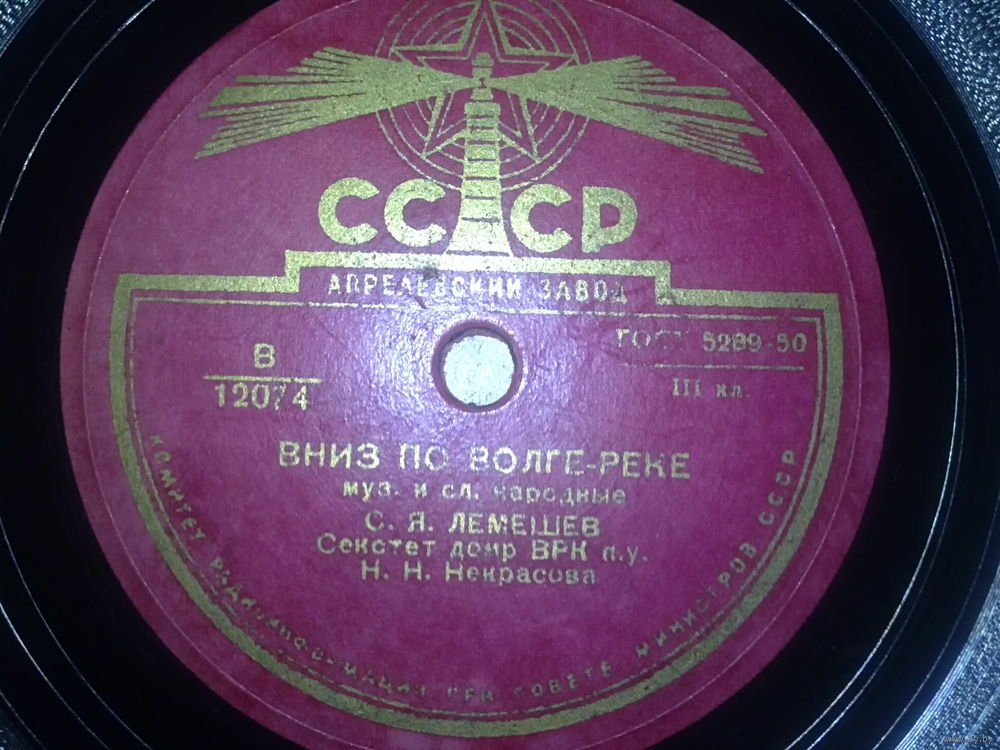 СССР
АПРЕЛЕВСКИЙ ЗАВОД
ГОСТ 5289-50
III кл.
В
12074
ВНИЗ ПО ВОЛГЕ-РЕКЕ
муз. и сл. народные
С. Я. ЛЕМЕШЕВ
Секстет домр ВРК п.у.
Н. Н. Некрасова
КОМИТЕТ РАДИОИНФОРМАЦИИ ПРИ СОВЕТЕ МИНИСТРОВ СССР